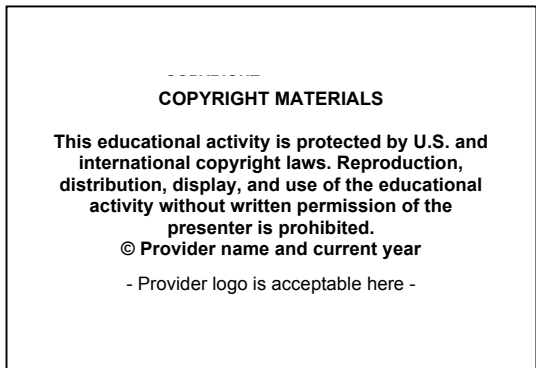 COPYRIGHT MATERIALS
This educational activity is protected by U.S. and
international copyright laws. Reproduction,
distribution, display, and use of the educational
activity without written permission of the
presenter is prohibited.
© Provider name and current year
- Provider logo is acceptable here -